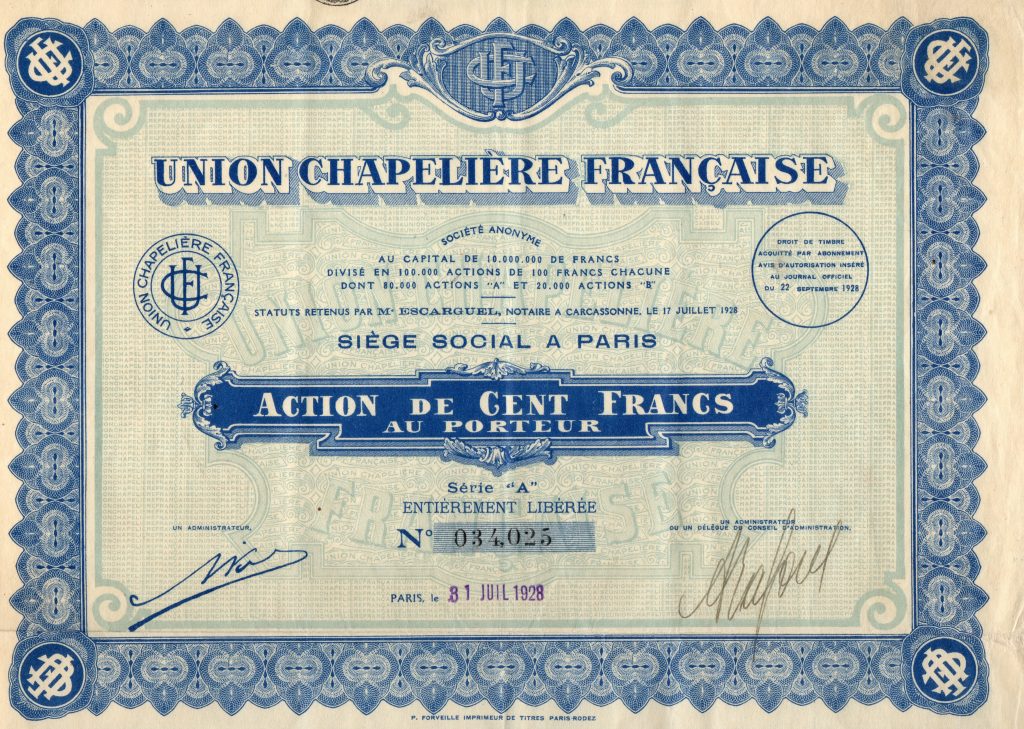 UNION CHAPELIÈRE FRANÇAISE
SOCIÉTÉ ANONYME
AU CAPITAL DE 10.000.000 DE FRANCS
DIVISÉ EN 100.000 ACTIONS DE 100 FRANCS CHACUNE
DONT 80.000 ACTIONS "A" ET 20.000 ACTIONS "B"
UNION CHAPELIÈRE FRANÇAISE
DROIT DE TIMBRE
ACQUITTÉ PAR ABONNEMENT
AVIS D'AUTORISATION INSÉRÉ
AU JOURNAL OFFICIEL
DU 22 SEPTEMBRE 1928
STATUTS RETENUS PAR Me ESCARGUEL, NOTAIRE A CARCASSONNE, LE 17 JUILLET 1928
SIÈGE SOCIAL A PARIS
ACTION DE CENT FRANCS
AU PORTEUR
Série "A"
ENTIÈREMENT LIBÉRÉE
N° 034,025
UN ADMINISTRATEUR,
UN ADMINISTRATEUR
OU UN DÉLÉGUÉ DU CONSEIL D'ADMINISTRATION,
PARIS, le 31 JUIL 1928
P. FORVEILLE IMPRIMEUR DE TITRES PARIS-RODEZ